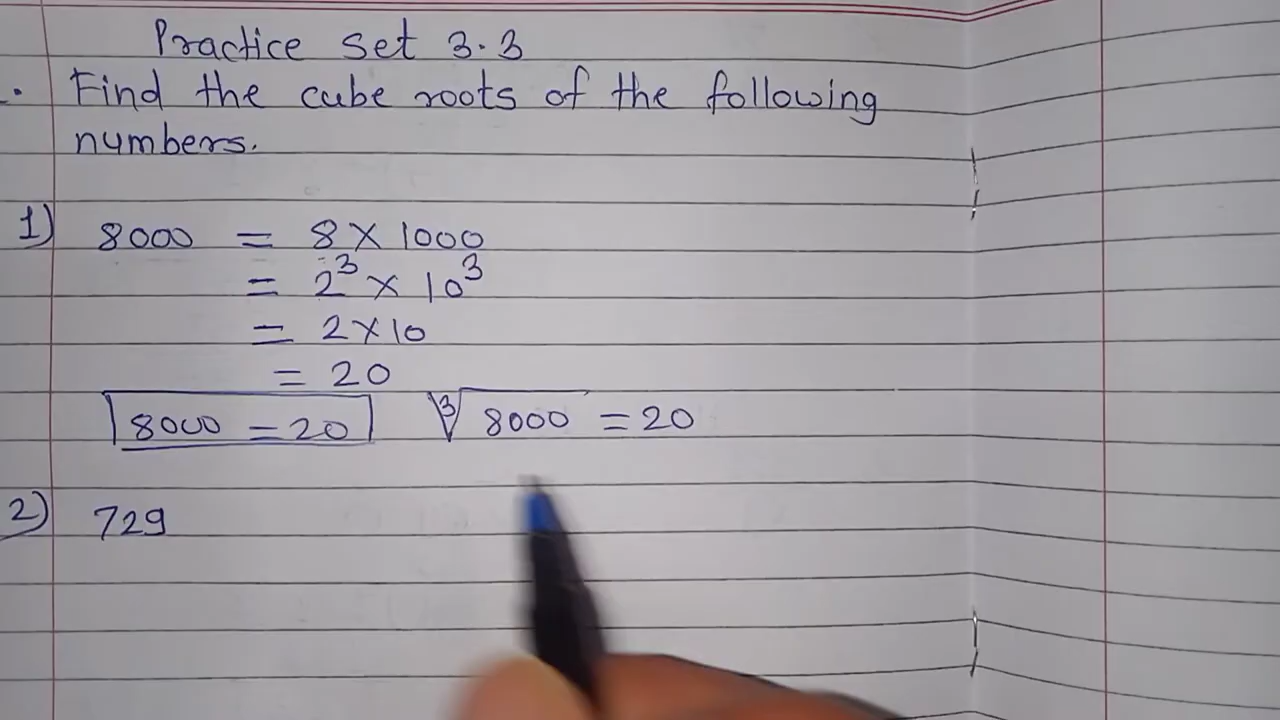 Practice Set 3.3
Find the cube roots of the following
numbers.
1) 8000 = 8 × 1000
= 2³ × 10³
= 2 × 10
= 20
8000 = 20 ∛8000 = 20
2) 729